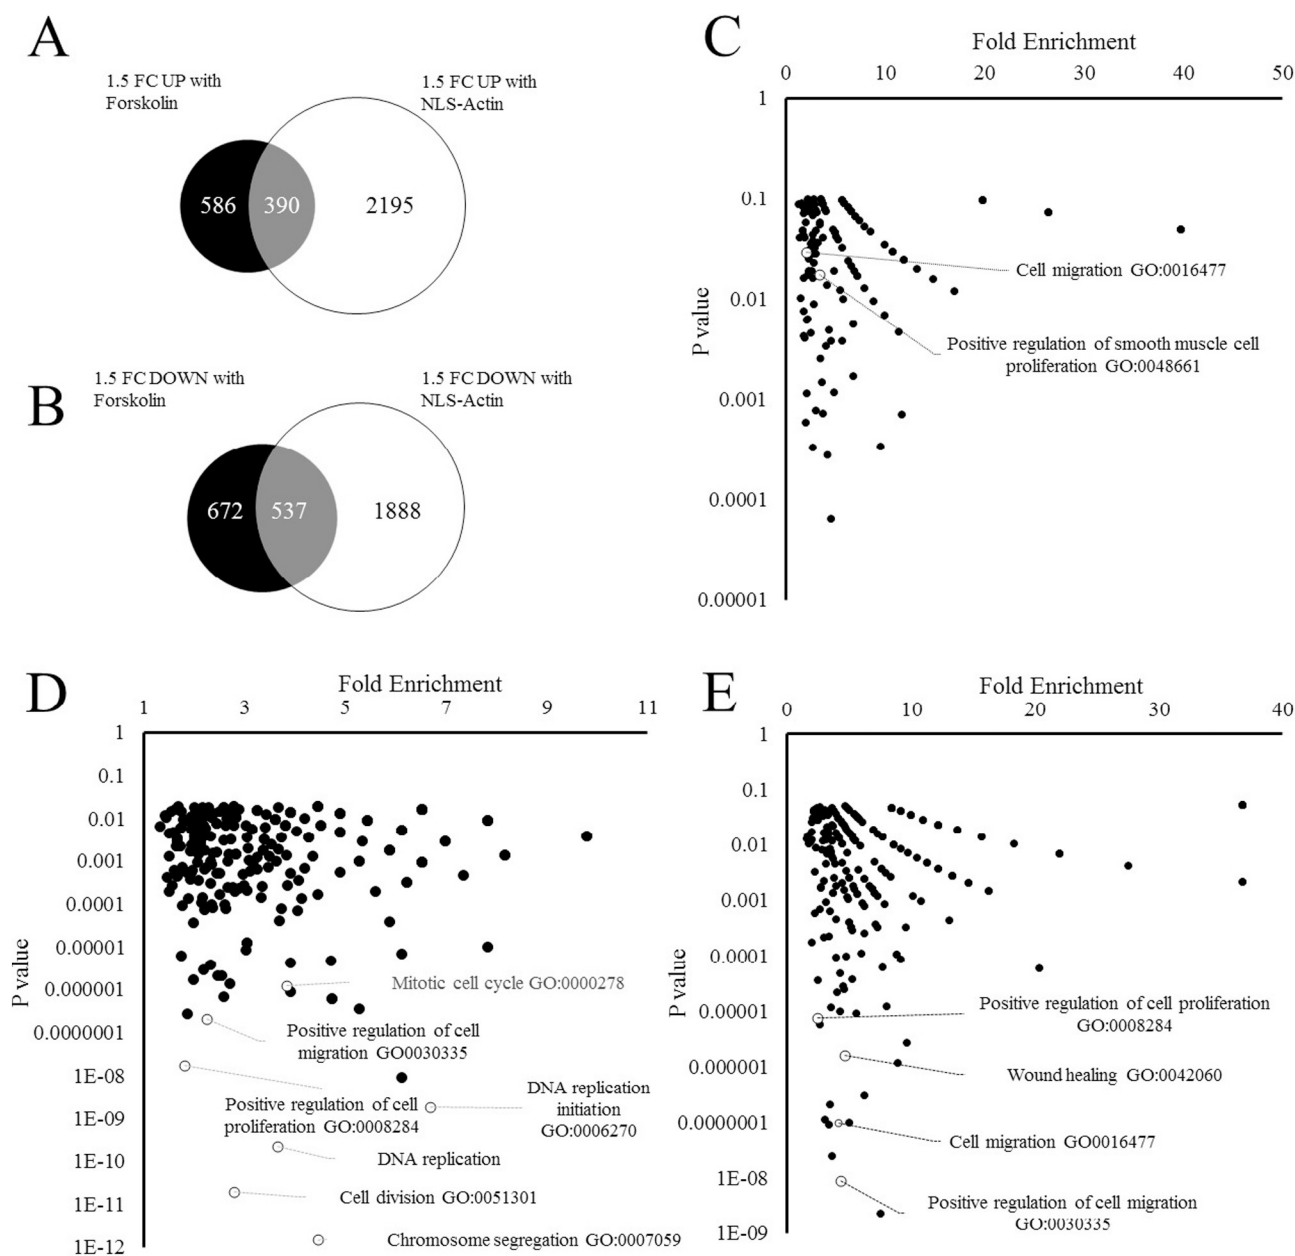 A
1.5 FC UP with
Forskolin
1.5 FC UP with
NLS-Actin
586
390
2195
B
1.5 FC DOWN with
Forskolin
1.5 FC DOWN with
NLS-Actin
672
537
1888
C
Fold Enrichment
0 10 20 30 40 50
1
0.1
0.01
0.001
0.0001
0.00001
P value
Cell migration GO:0016477
Positive regulation of smooth muscle cell
proliferation GO:0048661
D
Fold Enrichment
1 3 5 7 9 11
1
0.1
0.01
0.001
0.0001
0.00001
0.000001
0.0000001
1E-08
1E-09
1E-10
1E-11
1E-12
P value
Mitotic cell cycle GO:0000278
Positive regulation of cell
migration GO0030335
Positive regulation of cell
proliferation GO:0008284
DNA replication
initiation
GO:0006270
DNA replication
Cell division GO:0051301
Chromosome segregation GO:0007059
E
Fold Enrichment
0 10 20 30 40
1
0.1
0.01
0.001
0.0001
0.00001
0.000001
0.0000001
1E-08
1E-09
P value
Positive regulation of cell proliferation
GO:0008284
Wound healing GO:0042060
Cell migration GO0016477
Positive regulation of cell migration
GO:0030335